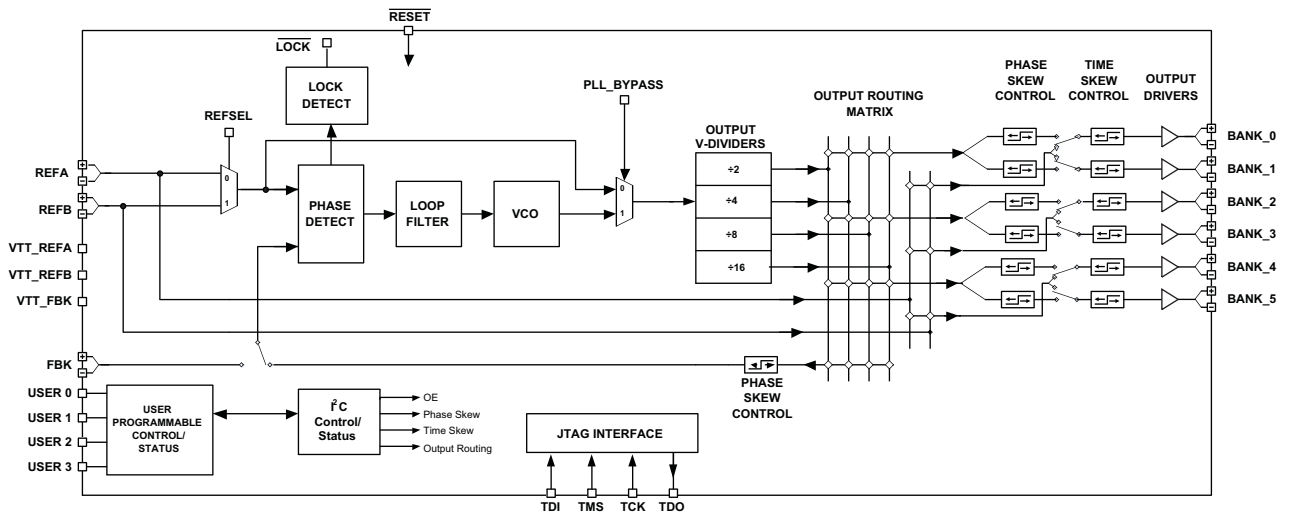 RESET
LOCK
LOCK
DETECT
REFSEL
PLL_BYPASS
OUTPUT
V-DIVIDERS
OUTPUT ROUTING
MATRIX
PHASE
SKEW
CONTROL
TIME
SKEW
CONTROL
OUTPUT
DRIVERS
REFA
REFB
VTT_REFA
VTT_REFB
VTT_FBK
FBK
0
1
PHASE
DETECT
LOOP
FILTER
VCO
0
1
÷2
÷4
÷8
÷16
BANK_0
BANK_1
BANK_2
BANK_3
BANK_4
BANK_5
PHASE
SKEW
CONTROL
USER 0
USER 1
USER 2
USER 3
USER
PROGRAMMABLE
CONTROL/
STATUS
I²C
Control/
Status
OE
Phase Skew
Time Skew
Output Routing
JTAG INTERFACE
TDI
TMS
TCK
TDO